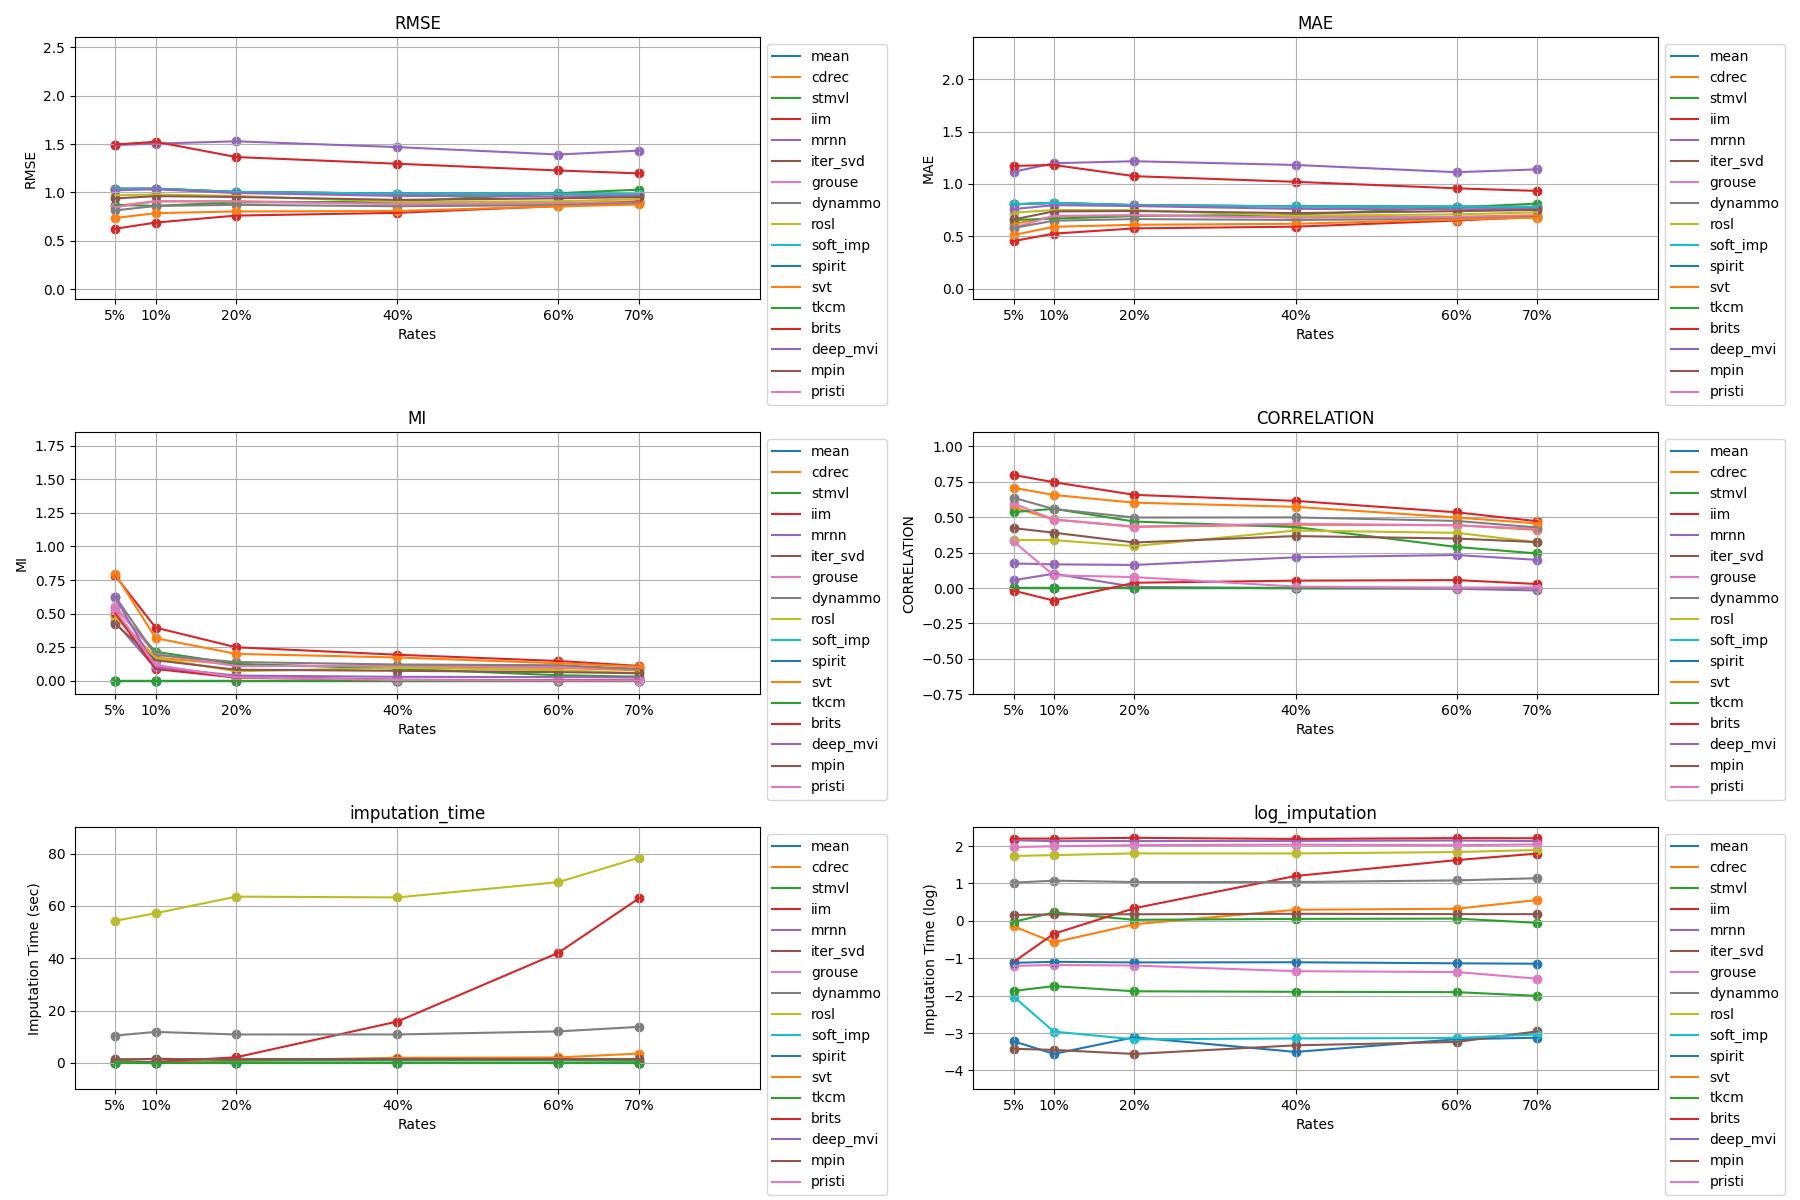 RMSE
RMSE
2.5
2.0
1.5
1.0
0.5
0.0
5% 10% 20% 40% 60% 70%
Rates
mean
cdrec
stmvl
iim
mrnn
iter_svd
grouse
dynammo
rosl
soft_imp
spirit
svt
tkcm
brits
deep_mvi
mpin
pristi
MAE
MAE
2.0
1.5
1.0
0.5
0.0
5% 10% 20% 40% 60% 70%
Rates
mean
cdrec
stmvl
iim
mrnn
iter_svd
grouse
dynammo
rosl
soft_imp
spirit
svt
tkcm
brits
deep_mvi
mpin
pristi
MI
MI
1.75
1.50
1.25
1.00
0.75
0.50
0.25
0.00
5% 10% 20% 40% 60% 70%
Rates
mean
cdrec
stmvl
iim
mrnn
iter_svd
grouse
dynammo
rosl
soft_imp
spirit
svt
tkcm
brits
deep_mvi
mpin
pristi
CORRELATION
CORRELATION
1.00
0.75
0.50
0.25
0.00
−0.25
−0.50
−0.75
5% 10% 20% 40% 60% 70%
Rates
mean
cdrec
stmvl
iim
mrnn
iter_svd
grouse
dynammo
rosl
soft_imp
spirit
svt
tkcm
brits
deep_mvi
mpin
pristi
imputation_time
Imputation Time (sec)
80
60
40
20
0
5% 10% 20% 40% 60% 70%
Rates
mean
cdrec
stmvl
iim
mrnn
iter_svd
grouse
dynammo
rosl
soft_imp
spirit
svt
tkcm
brits
deep_mvi
mpin
pristi
log_imputation
Imputation Time (log)
2
1
0
−1
−2
−3
−4
5% 10% 20% 40% 60% 70%
Rates
mean
cdrec
stmvl
iim
mrnn
iter_svd
grouse
dynammo
rosl
soft_imp
spirit
svt
tkcm
brits
deep_mvi
mpin
pristi